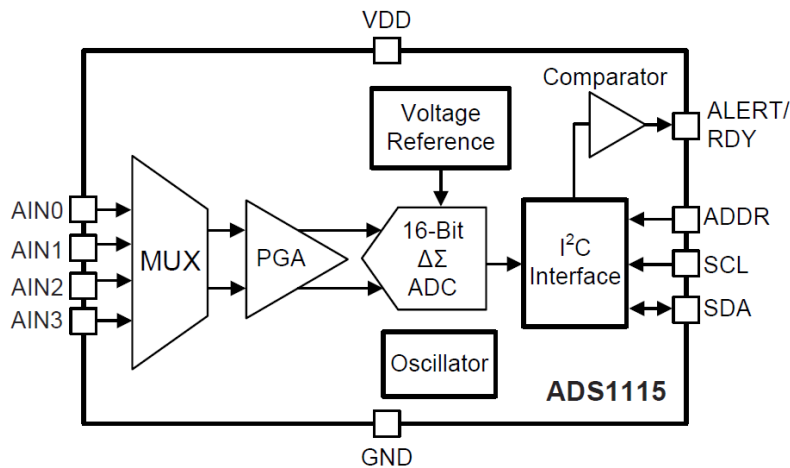 VDD
Comparator
Voltage
Reference
ALERT/
RDY
AIN0
AIN1
AIN2
AIN3
MUX
PGA
16-Bit
ΔΣ
ADC
I²C
Interface
ADDR
SCL
SDA
Oscillator
ADS1115
GND